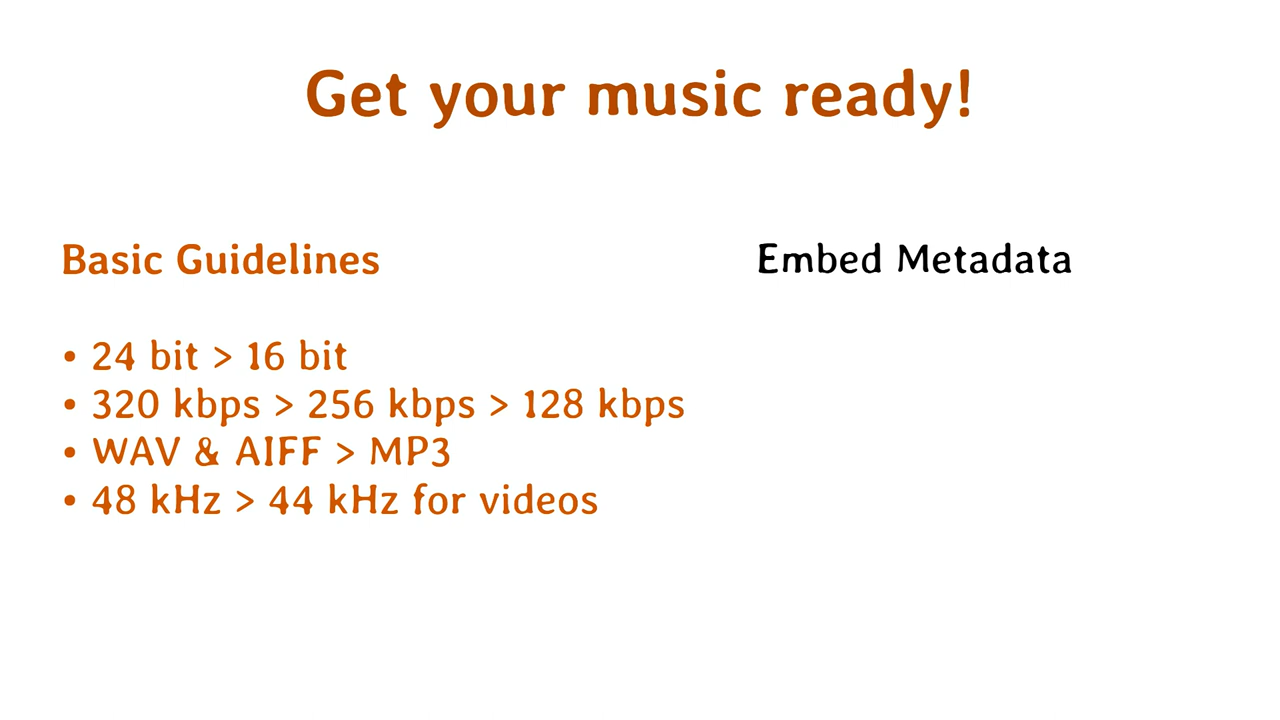 Get your music ready!
Basic Guidelines
• 24 bit > 16 bit
• 320 kbps > 256 kbps > 128 kbps
• WAV & AIFF > MP3
• 48 kHz > 44 kHz for videos
Embed Metadata